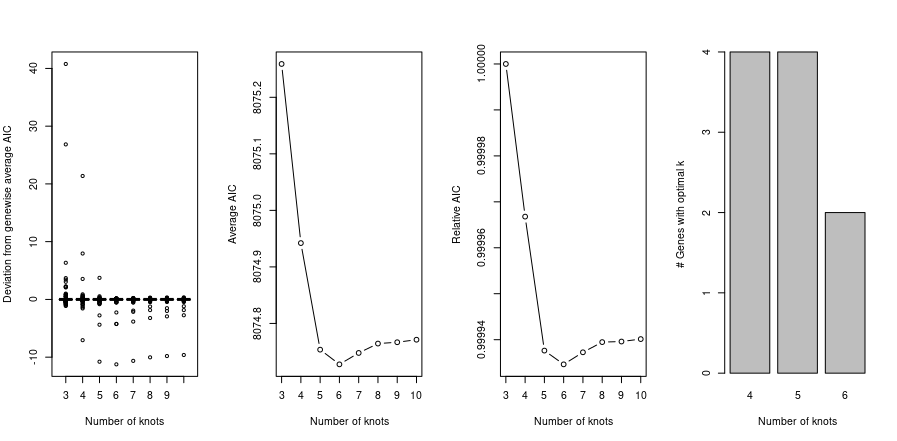 Deviation from genewise average AIC
40
30
20
10
0
-10
3 4 5 6 7 8 9
Number of knots
Average AIC
8075.2
8075.1
8075.0
8074.9
8074.8
3 4 5 6 7 8 9 10
Number of knots
Relative AIC
1.00000
0.99998
0.99996
0.99994
3 4 5 6 7 8 9 10
Number of knots
# Genes with optimal k
4
3
2
1
0
4 5 6
Number of knots